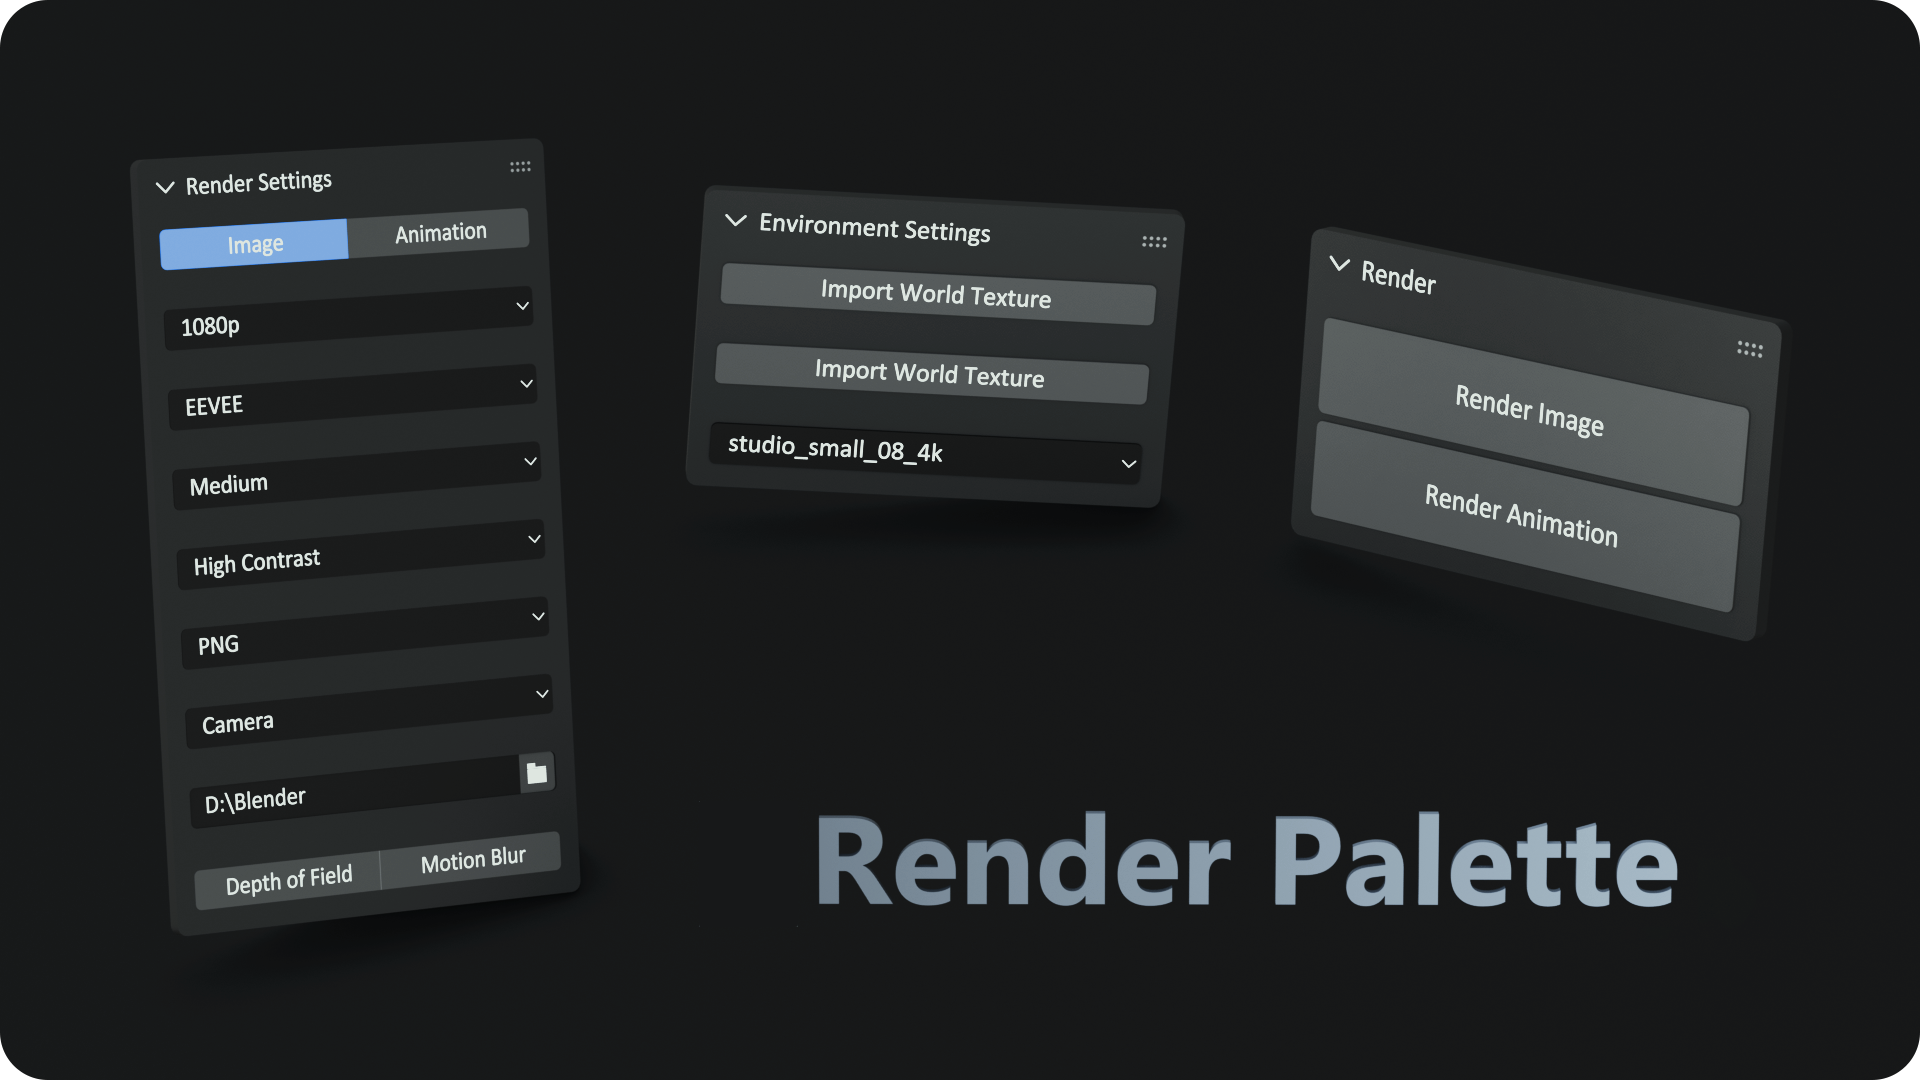 Render Settings
Image
Animation
1080p
EEVEE
Medium
High Contrast
PNG
Camera
D:\Blender
Depth of Field
Motion Blur
Environment Settings
Import World Texture
Import World Texture
studio_small_08_4k
Render
Render Image
Render Animation
Render Palette